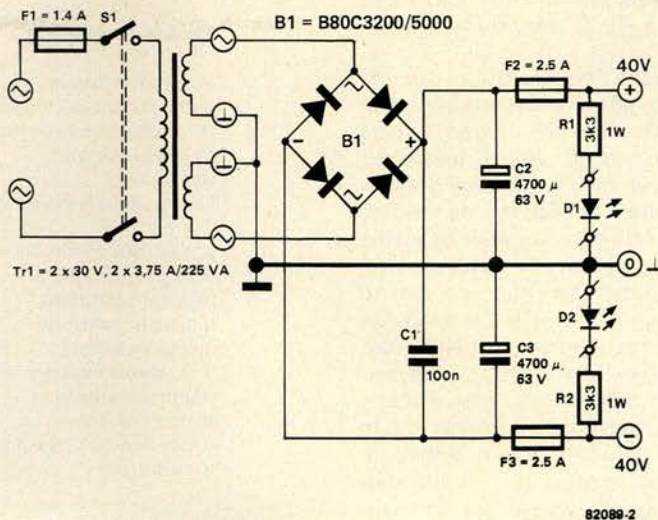 F1 = 1.4 A
S1
B1 = B80C3200/5000
F2 = 2.5 A
40V
+
R1
3k3
1W
B1
-
+
C2
4700 µ
63 V
D1
Tr1 = 2 x 30 V, 2 x 3,75 A/225 VA
0
D2
C1
100n
C3
4700 µ
63 V
R2
3k3
1W
F3 = 2.5 A
-
40V
82089-2